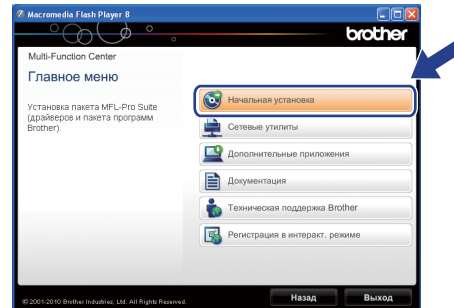 Macromedia Flash Player 8
brother
Multi-Function Center
Главное меню
Установка пакета MFL-Pro Suite
(драйверов и пакета программ
Brother).
Начальная установка
Сетевые утилиты
Дополнительные приложения
Документация
Техническая поддержка Brother
Регистрация в интеракт. режиме
© 2001-2010 Brother Industries, Ltd. All Rights Reserved.
Назад
Выход